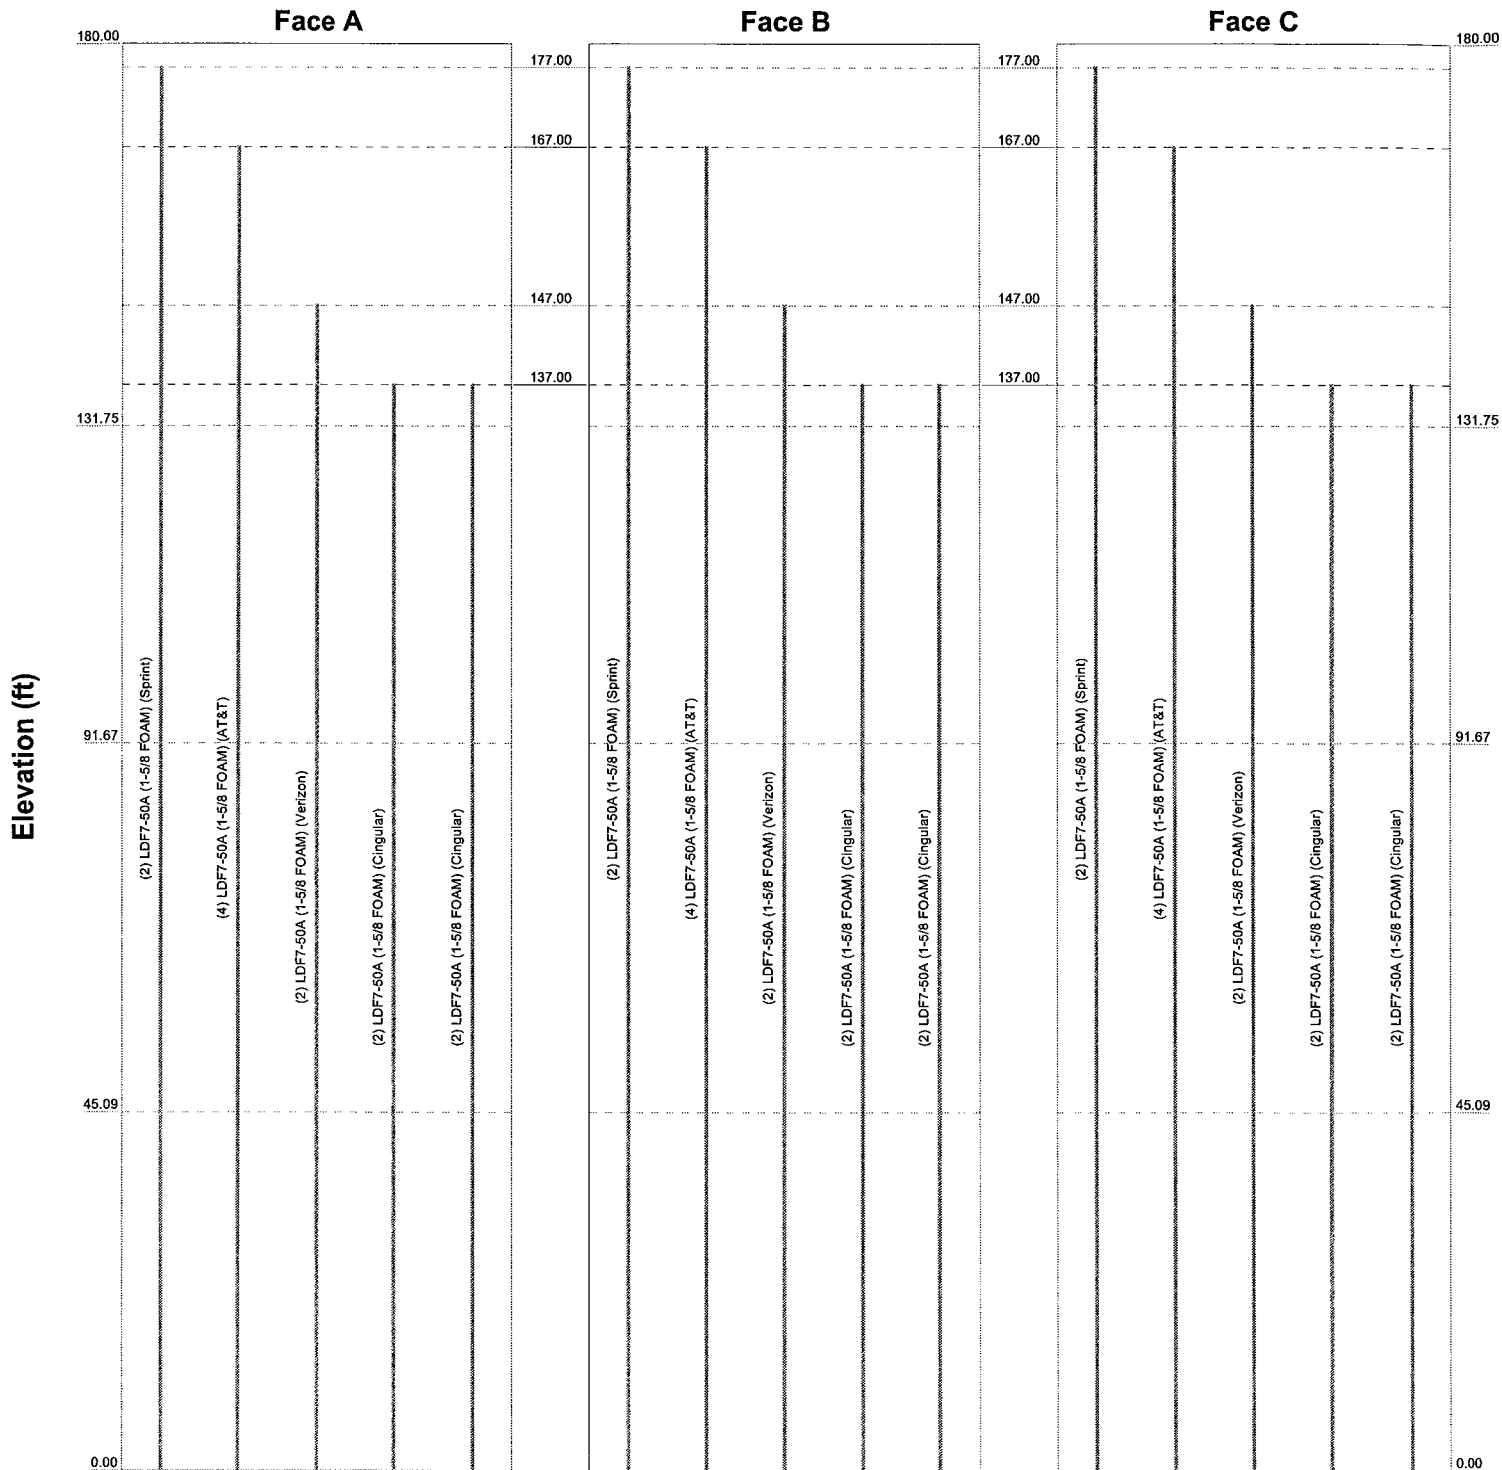 Face A
Face B
Face C
180.00
180.00
177.00
177.00
167.00
167.00
147.00
147.00
137.00
137.00
131.75
131.75
Elevation (ft)
(2) LDF7-50A (1-5/8 FOAM) (Sprint)
(4) LDF7-50A (1-5/8 FOAM) (AT&T)
(2) LDF7-50A (1-5/8 FOAM) (Verizon)
(2) LDF7-50A (1-5/8 FOAM) (Cingular)
(2) LDF7-50A (1-5/8 FOAM) (Cingular)
(2) LDF7-50A (1-5/8 FOAM) (Sprint)
(4) LDF7-50A (1-5/8 FOAM) (AT&T)
(2) LDF7-50A (1-5/8 FOAM) (Verizon)
(2) LDF7-50A (1-5/8 FOAM) (Cingular)
(2) LDF7-50A (1-5/8 FOAM) (Cingular)
(2) LDF7-50A (1-5/8 FOAM) (Sprint)
(4) LDF7-50A (1-5/8 FOAM) (AT&T)
(2) LDF7-50A (1-5/8 FOAM) (Verizon)
(2) LDF7-50A (1-5/8 FOAM) (Cingular)
(2) LDF7-50A (1-5/8 FOAM) (Cingular)
91.67
91.67
45.09
45.09
0.00
0.00